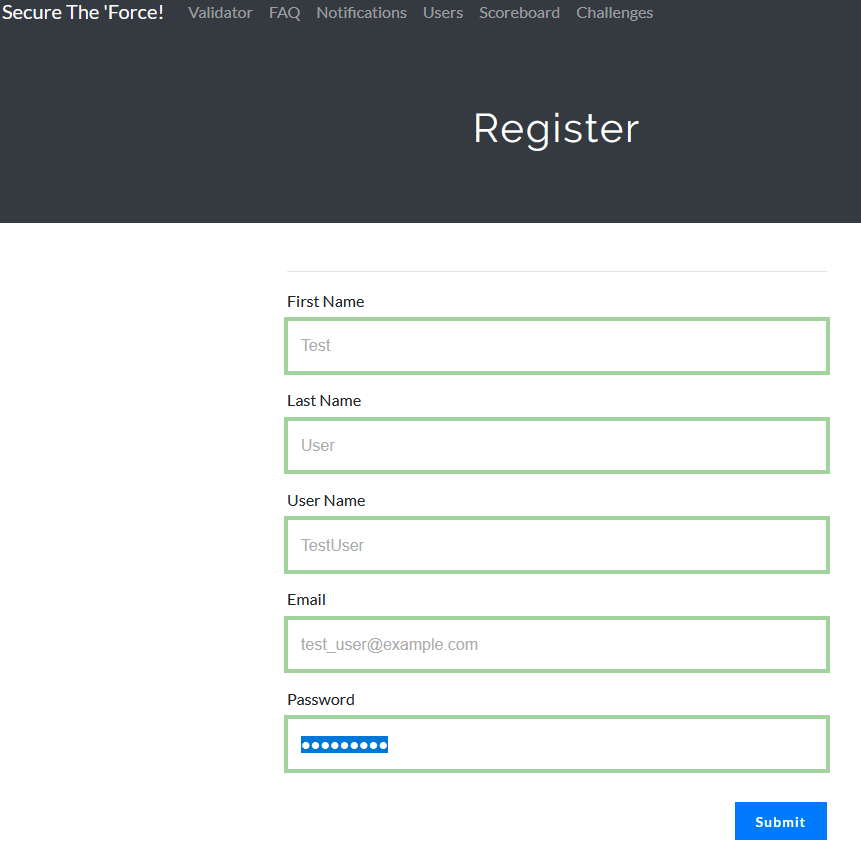 Secure The 'Force! Validator FAQ Notifications Users Scoreboard Challenges
Register
First Name
Test
Last Name
User
User Name
TestUser
Email
test_user@example.com
Password
●●●●●●●●●
Submit